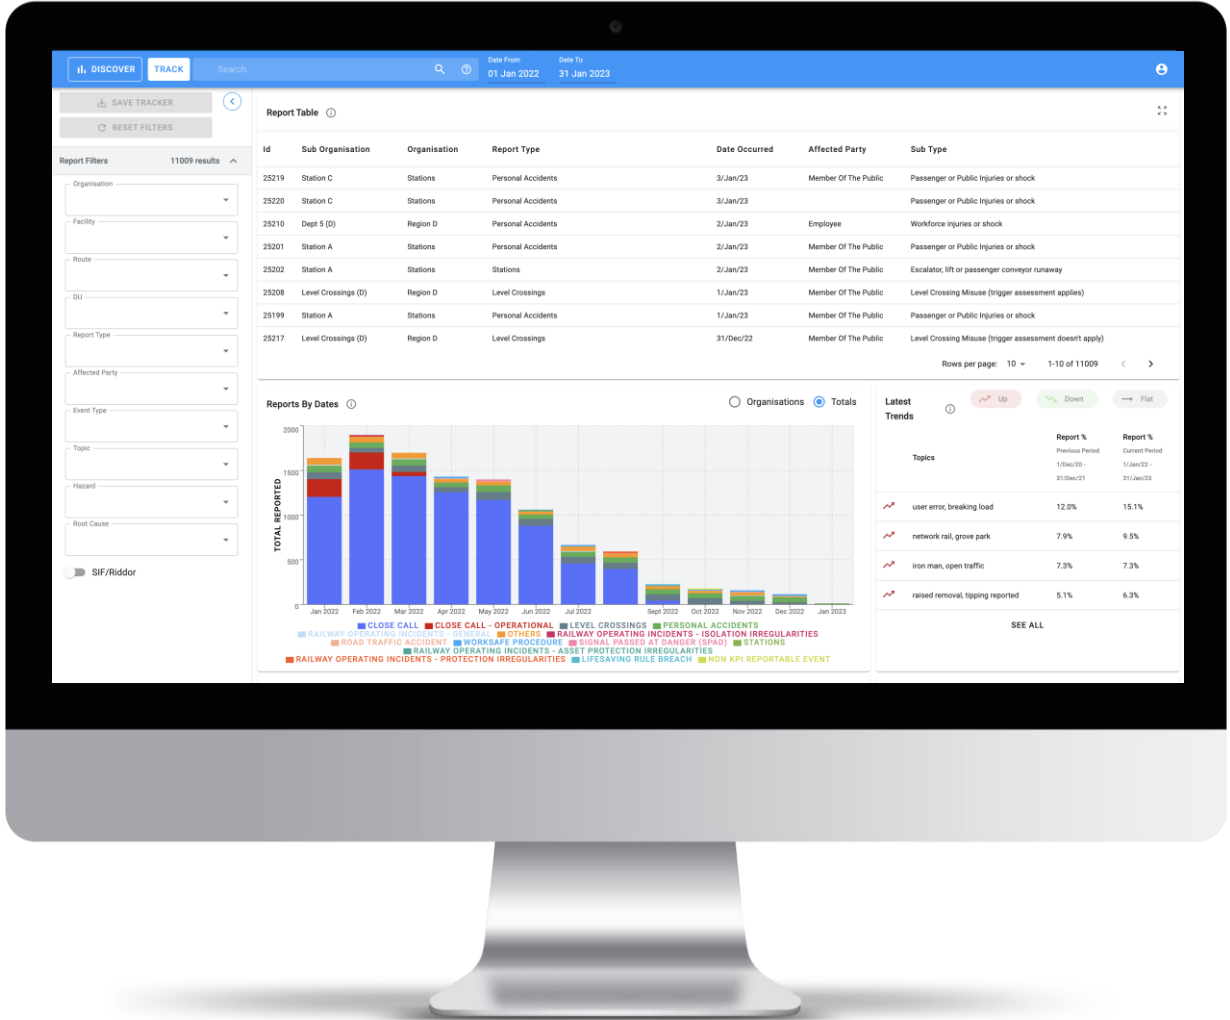 DISCOVER TRACK Search Date From 01 Jan 2022 Date To 31 Jan 2023
SAVE TRACKER
RESET FILTERS
Report Filters 11009 results
Organisation
Facility
Route
DU
Report Type
Affected Party
Event Type
Topic
Hazard
Root Cause
SIF/Riddor
Report Table
Id Sub Organisation Organisation Report Type Date Occurred Affected Party Sub Type
25219 Station C Stations Personal Accidents 3/Jan/23 Member Of The Public Passenger or Public Injuries or shock
25220 Station C Stations Personal Accidents 3/Jan/23 Passenger or Public Injuries or shock
25210 Dept 5 (D) Region D Personal Accidents 2/Jan/23 Employee Workforce injuries or shock
25201 Station A Stations Personal Accidents 2/Jan/23 Member Of The Public Passenger or Public Injuries or shock
25202 Station A Stations Stations 2/Jan/23 Member Of The Public Escalator, lift or passenger conveyor runaway
25208 Level Crossings (D) Region D Level Crossings 1/Jan/23 Member Of The Public Level Crossing Misuse (trigger assessment applies)
25199 Station A Stations Personal Accidents 1/Jan/23 Member Of The Public Passenger or Public Injuries or shock
25217 Level Crossings (D) Region D Level Crossings 31/Dec/22 Member Of The Public Level Crossing Misuse (trigger assessment doesn't apply)
Rows per page: 10 1-10 of 11009
Reports By Dates Organisations Totals
TOTAL REPORTED
2000
1500
1000
500
0
Jan 2022 Feb 2022 Mar 2022 Apr 2022 May 2022 Jun 2022 Jul 2022 Sept 2022 Oct 2022 Nov 2022 Dec 2022 Jan 2023
CLOSE CALL CLOSE CALL - OPERATIONAL LEVEL CROSSINGS PERSONAL ACCIDENTS
RAILWAY OPERATING INCIDENTS - GENERAL OTHERS RAILWAY OPERATING INCIDENTS - ISOLATION IRREGULARITIES
ROAD TRAFFIC ACCIDENT WORKSAFE PROCEDURE SIGNAL PASSED AT DANGER (SPAD) STATIONS
RAILWAY OPERATING INCIDENTS - ASSET PROTECTION IRREGULARITIES
RAILWAY OPERATING INCIDENTS - PROTECTION IRREGULARITIES LIFESAVING RULE BREACH NON KPI REPORTABLE EVENT
Latest
Trends
Up Down Flat
Topics
Report %
Previous Period
1/Dec/20 -
31/Dec/21
Report %
Current Period
1/Jan/22 -
31/Jan/23
user error, breaking load 12.0% 15.1%
network rail, grove park 7.9% 9.5%
iron man, open traffic 7.3% 7.3%
raised removal, tipping reported 5.1% 6.3%
SEE ALL